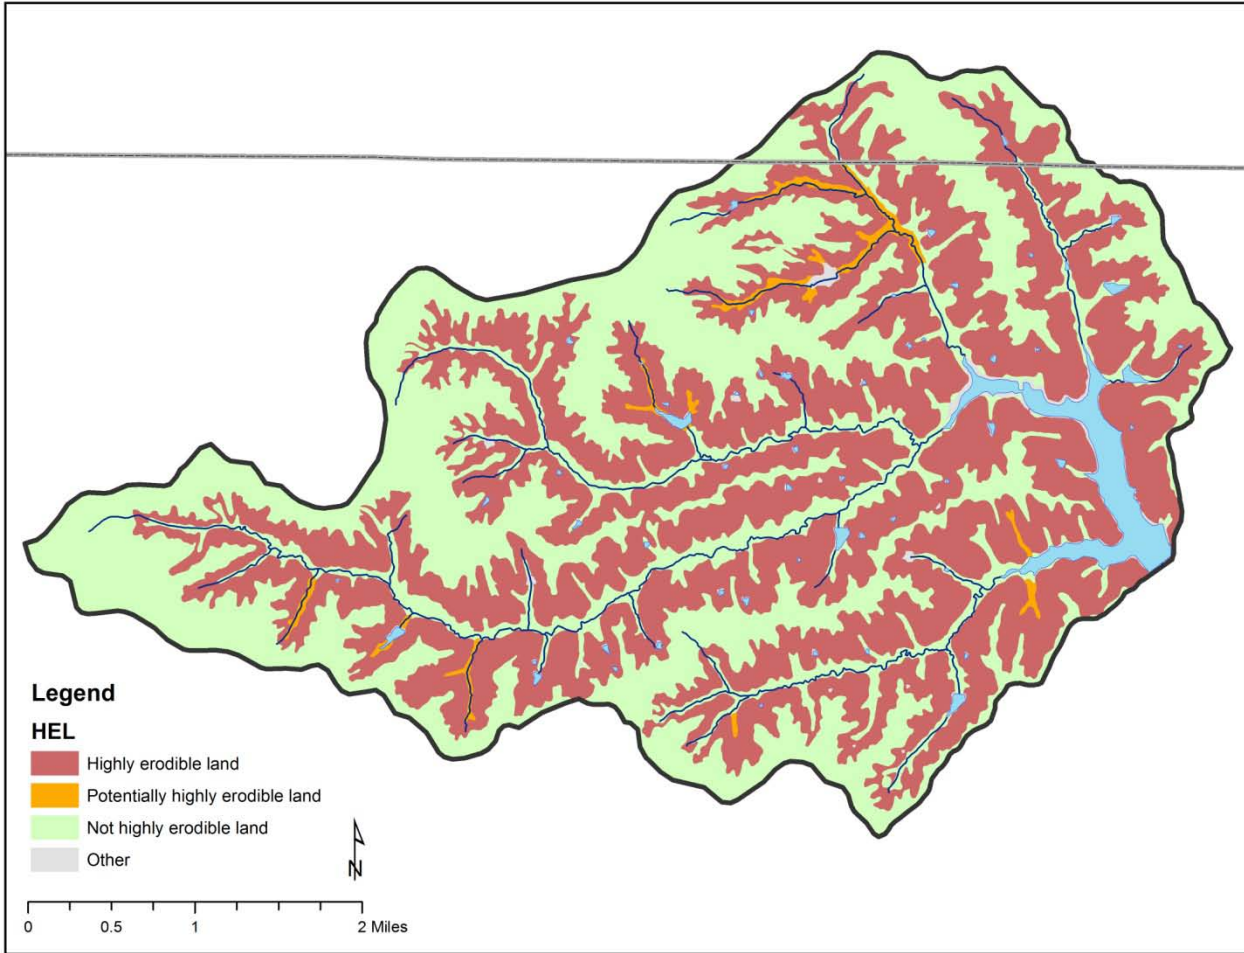 Legend
HEL
Highly erodible land
Potentially highly erodible land
Not highly erodible land
Other
N
0 0.5 1 2 Miles